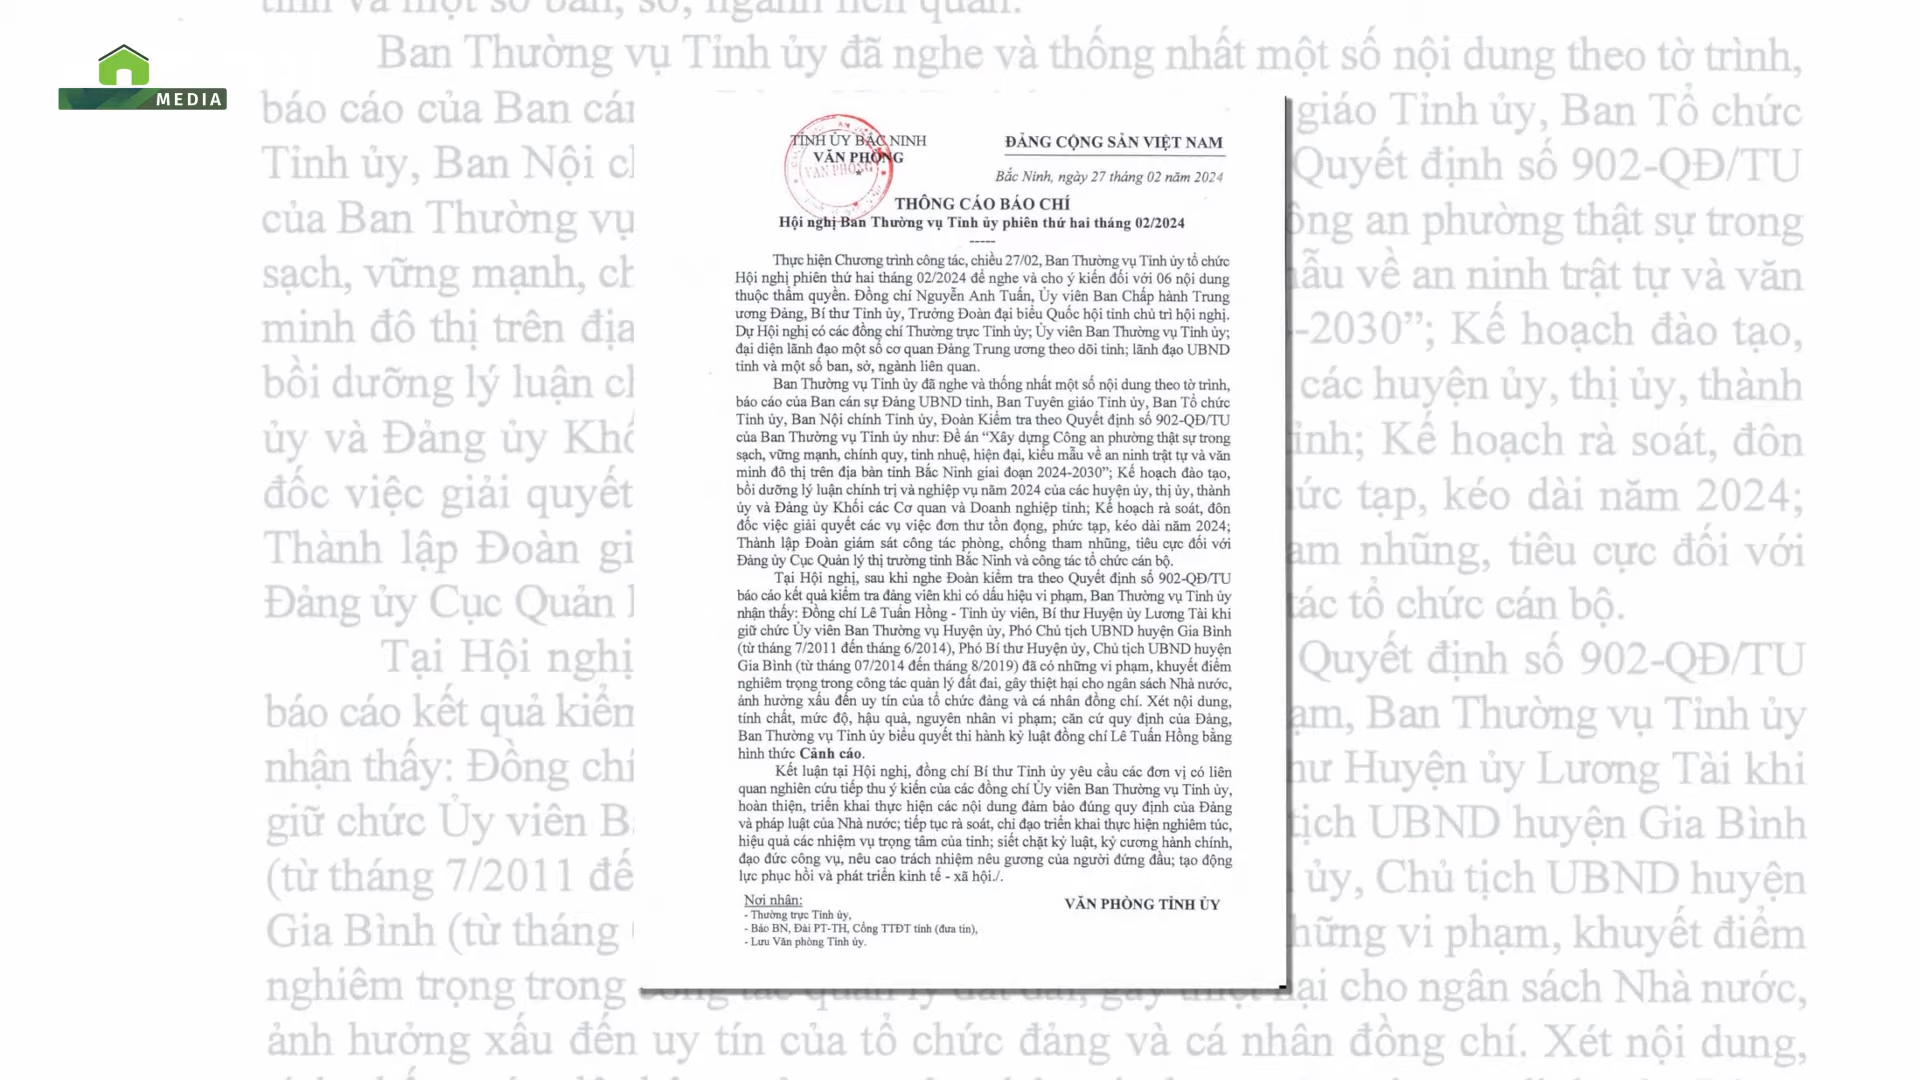 MEDIA
TỈNH ỦY BẮC NINH
VĂN PHÒNG
*
ĐẢNG CỘNG SẢN VIỆT NAM
Bắc Ninh, ngày 27 tháng 02 năm 2024
VĂN PHÒNG
THÔNG CÁO BÁO CHÍ
Hội nghị Ban Thường vụ Tỉnh ủy phiên thứ hai tháng 02/2024
-----
Thực hiện Chương trình công tác, chiều 27/02, Ban Thường vụ Tỉnh ủy tổ chức
Hội nghị phiên thứ hai tháng 02/2024 để nghe và cho ý kiến đối với 06 nội dung
thuộc thẩm quyền. Đồng chí Nguyễn Anh Tuấn, Ủy viên Ban Chấp hành Trung
ương Đảng, Bí thư Tỉnh ủy, Trưởng Đoàn đại biểu Quốc hội tỉnh chủ trì hội nghị.
Dự Hội nghị có các đồng chí Thường trực Tỉnh ủy; Ủy viên Ban Thường vụ Tỉnh ủy;
đại diện lãnh đạo một số cơ quan Đảng Trung ương theo dõi tỉnh; lãnh đạo UBND
tỉnh và một số ban, sở, ngành liên quan.
Ban Thường vụ Tỉnh ủy đã nghe và thống nhất một số nội dung theo tờ trình,
báo cáo của Ban cán sự Đảng UBND tỉnh, Ban Tuyên giáo Tỉnh ủy, Ban Tổ chức
Tỉnh ủy, Ban Nội chính Tỉnh ủy, Đoàn Kiểm tra theo Quyết định số 902-QĐ/TU
của Ban Thường vụ Tỉnh ủy như: Đề án “Xây dựng Công an phường thật sự trong
sạch, vững mạnh, chính quy, tinh nhuệ, hiện đại, kiểu mẫu về an ninh trật tự và văn
minh đô thị trên địa bàn tỉnh Bắc Ninh giai đoạn 2024-2030”; Kế hoạch đào tạo,
bồi dưỡng lý luận chính trị và nghiệp vụ năm 2024 của các huyện ủy, thị ủy, thành
ủy và Đảng ủy Khối các Cơ quan và Doanh nghiệp tỉnh; Kế hoạch rà soát, đôn
đốc việc giải quyết các vụ việc đơn thư tồn đọng, phức tạp, kéo dài năm 2024;
Thành lập Đoàn giám sát công tác phòng, chống tham nhũng, tiêu cực đối với
Đảng ủy Cục Quản lý thị trường tỉnh Bắc Ninh và công tác tổ chức cán bộ.
Tại Hội nghị, sau khi nghe Đoàn kiểm tra theo Quyết định số 902-QĐ/TU
báo cáo kết quả kiểm tra đảng viên khi có dấu hiệu vi phạm, Ban Thường vụ Tỉnh ủy
nhận thấy: Đồng chí Lê Tuấn Hồng - Tỉnh ủy viên, Bí thư Huyện ủy Lương Tài khi
giữ chức Ủy viên Ban Thường vụ Huyện ủy, Phó Chủ tịch UBND huyện Gia Bình
(từ tháng 7/2011 đến tháng 6/2014), Phó Bí thư Huyện ủy, Chủ tịch UBND huyện
Gia Bình (từ tháng 07/2014 đến tháng 8/2019) đã có những vi phạm, khuyết điểm
nghiêm trọng trong công tác quản lý đất đai, gây thiệt hại cho ngân sách Nhà nước,
ảnh hưởng xấu đến uy tín của tổ chức đảng và cá nhân đồng chí. Xét nội dung,
tính chất, mức độ, hậu quả, nguyên nhân vi phạm; căn cứ quy định của Đảng,
Ban Thường vụ Tỉnh ủy biểu quyết thi hành kỷ luật đồng chí Lê Tuấn Hồng bằng
hình thức Cảnh cáo.
Kết luận tại Hội nghị, đồng chí Bí thư Tỉnh ủy yêu cầu các đơn vị có liên
quan nghiên cứu tiếp thu ý kiến của các đồng chí Ủy viên Ban Thường vụ Tỉnh ủy,
hoàn thiện, triển khai thực hiện các nội dung đảm bảo đúng quy định của Đảng
và pháp luật của Nhà nước; tiếp tục rà soát, chỉ đạo triển khai thực hiện nghiêm túc,
hiệu quả các nhiệm vụ trọng tâm của tỉnh; siết chặt kỷ luật, kỷ cương hành chính,
đạo đức công vụ, nêu cao trách nhiệm nêu gương của người đứng đầu; tạo động
lực phục hồi và phát triển kinh tế - xã hội./.
Nơi nhận:
- Thường trực Tỉnh ủy,
- Báo BN, Đài PT-TH, Cổng TTĐT tỉnh (đưa tin),
- Lưu Văn phòng Tỉnh ủy.
VĂN PHÒNG TỈNH ỦY